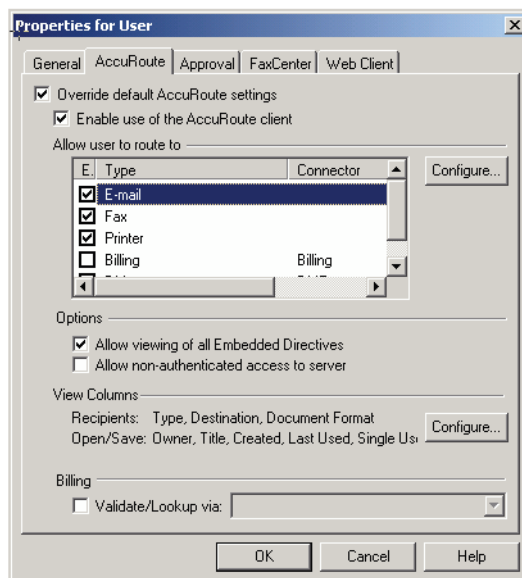 Properties for User
General AccuRoute Approval FaxCenter Web Client
Override default AccuRoute settings
Enable use of the AccuRoute client
Allow user to route to
E. Type Connector
Configure...
E-mail
Fax
Printer
Billing Billing
Options
Allow viewing of all Embedded Directives
Allow non-authenticated access to server
View Columns
Recipients: Type, Destination, Document Format
Open/Save: Owner, Title, Created, Last Used, Single
Configure...
Billing
Validate/Lookup via:
OK Cancel Help